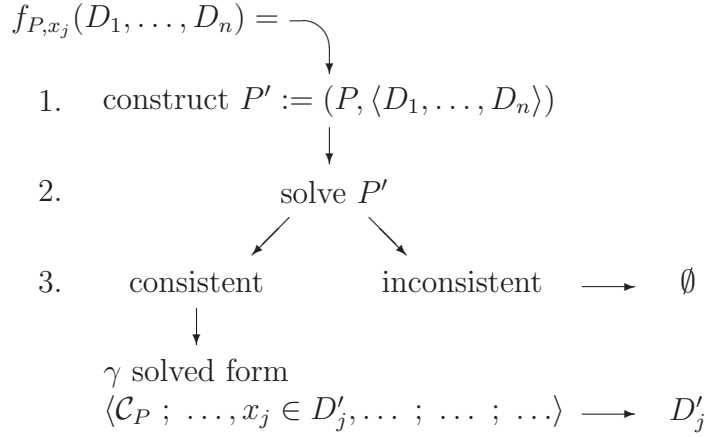 f_{P,x_j}(D_1, . . . , D_n) =
1. construct P′ := (P, ⟨D_1, . . . , D_n⟩)
2. solve P′
3. consistent inconsistent ∅
γ solved form
⟨𝒞_P ; . . . , x_j ∈ D′_j, . . . ; . . . ; . . .⟩ D′_j